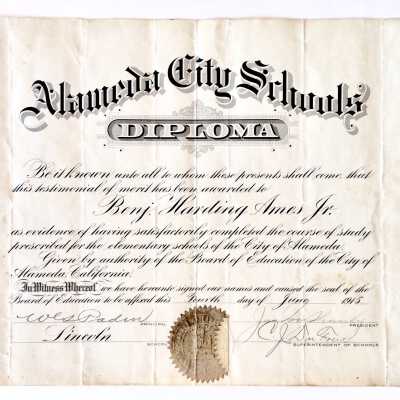 Alameda City Schools
DIPLOMA
Be it known unto all to whom these presents shall come, that
this testimonial of merit has been awarded to
Benj. Harding Ames Jr.
as evidence of having satisfactorily completed the course of study
prescribed for the elementary schools of the City of Alameda.
Given by authority of the Board of Education of the City of
Alameda, California.
In Witness Whereof, we have hereunto signed our names and caused the seal of the
Board of Education to be affixed this Fourth day of June 1915
PRINCIPAL
PRESIDENT
Lincoln
SCHOOL
SUPERINTENDENT OF SCHOOLS